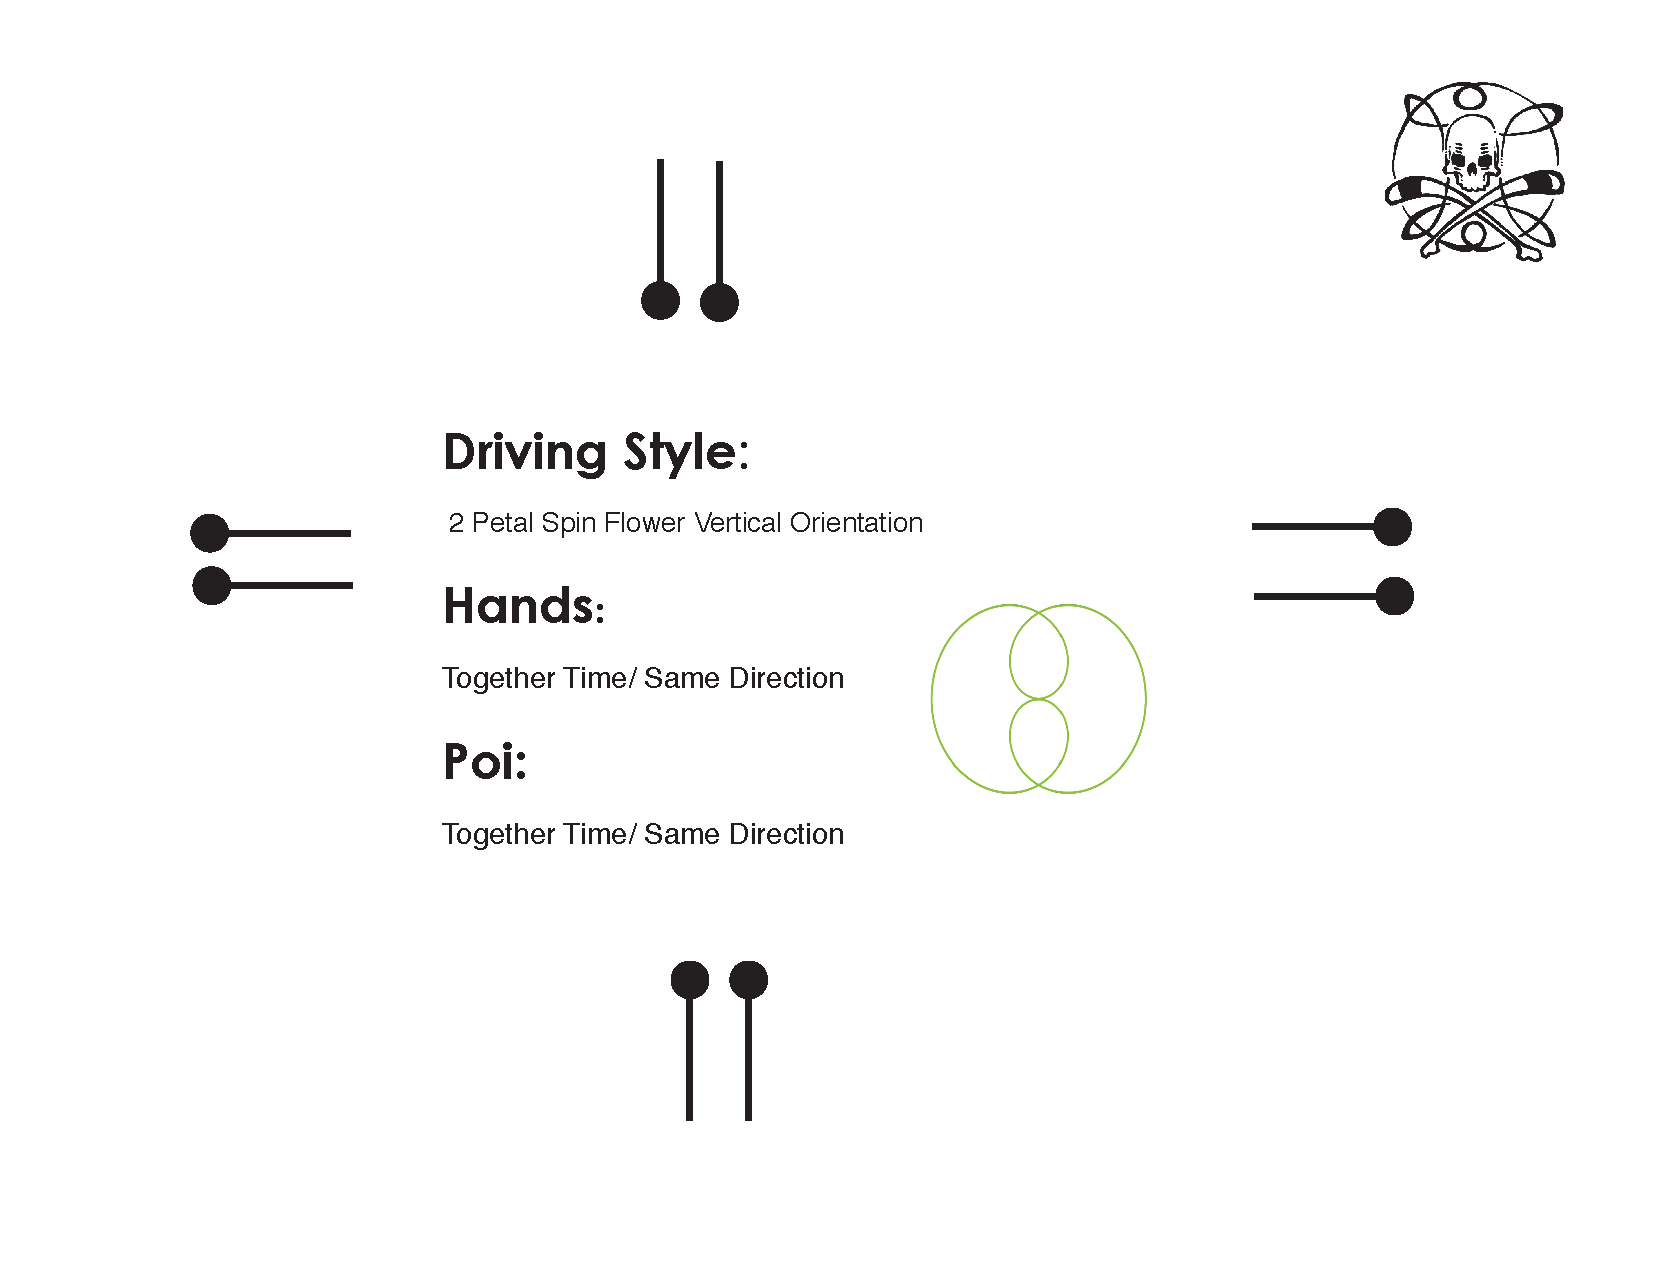 Driving Style:
2 Petal Spin Flower Vertical Orientation
Hands:
Together Time/ Same Direction
Poi:
Together Time/ Same Direction